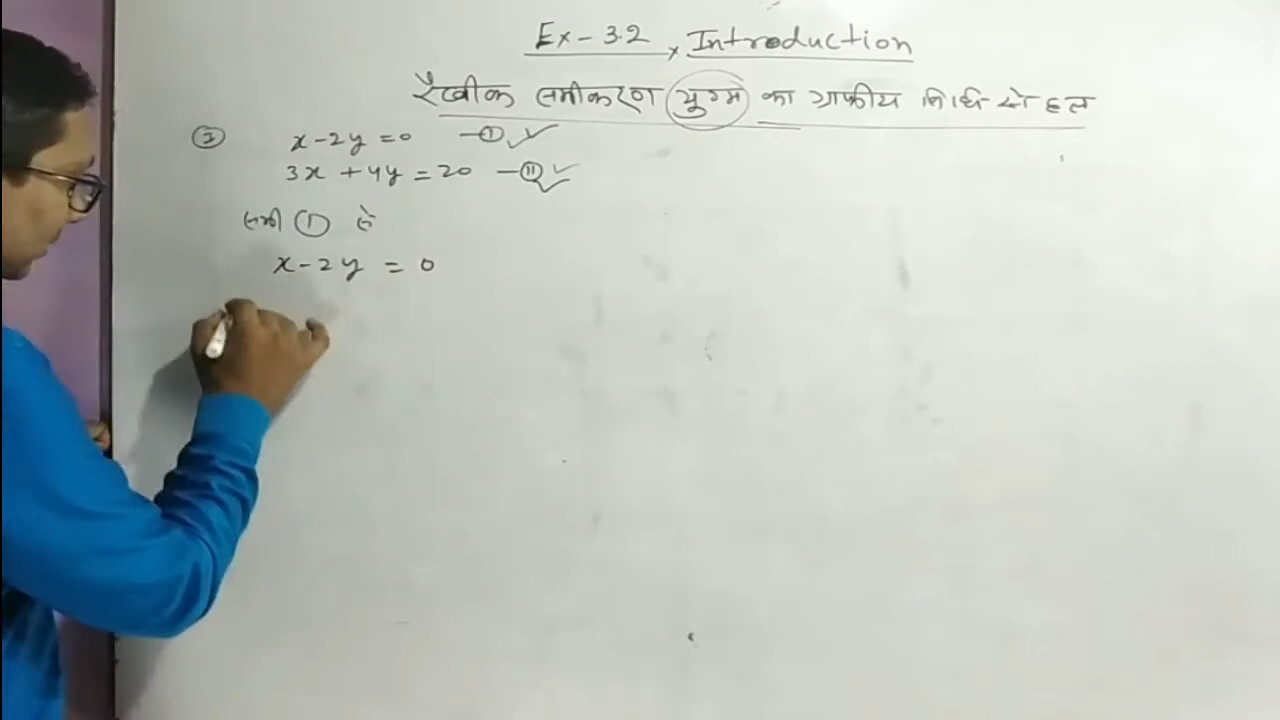 Ex - 3.2, Introduction
रैखीक समीकरण युग्म का ग्राफीय विधि से हल
② x - 2y = 0 — Ⓘ ✓
3x + 4y = 20 — Ⓘⓘ ✓
समी Ⓘ से
x - 2y = 0